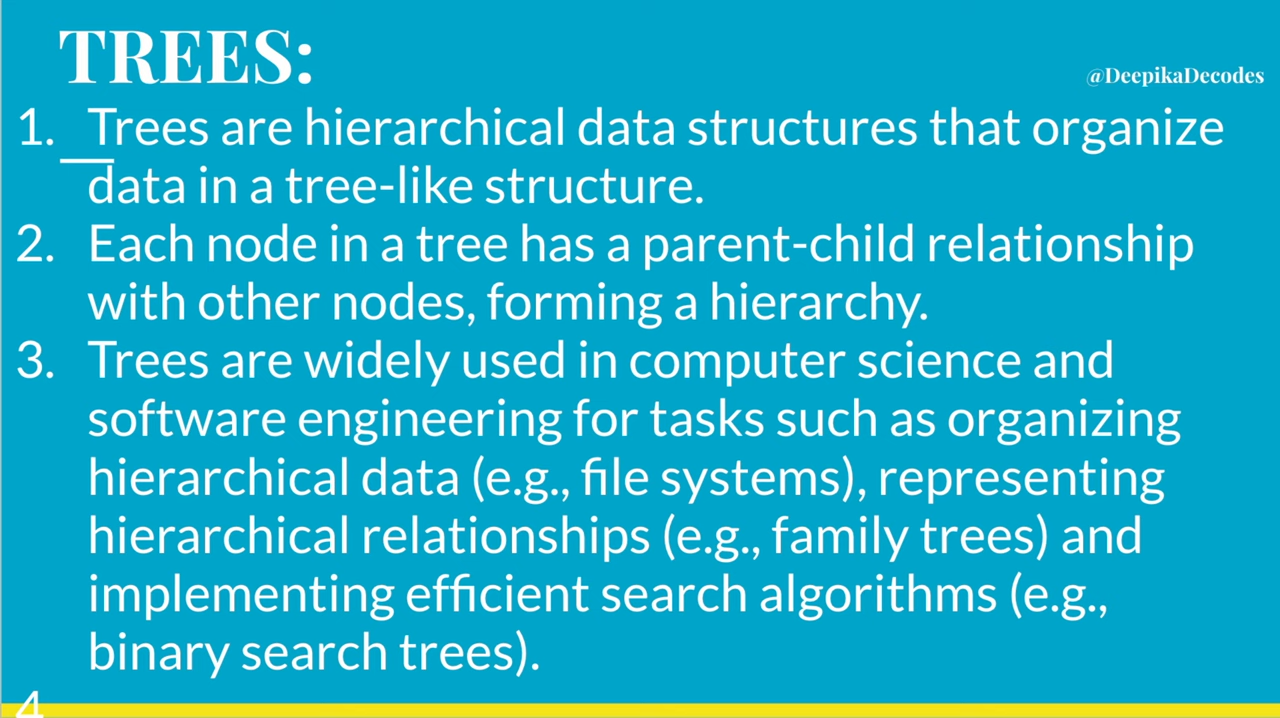 TREES:
@DeepikaDecodes
1. Trees are hierarchical data structures that organize
data in a tree-like structure.
2. Each node in a tree has a parent-child relationship
with other nodes, forming a hierarchy.
3. Trees are widely used in computer science and
software engineering for tasks such as organizing
hierarchical data (e.g., file systems), representing
hierarchical relationships (e.g., family trees) and
implementing efficient search algorithms (e.g.,
binary search trees).
4